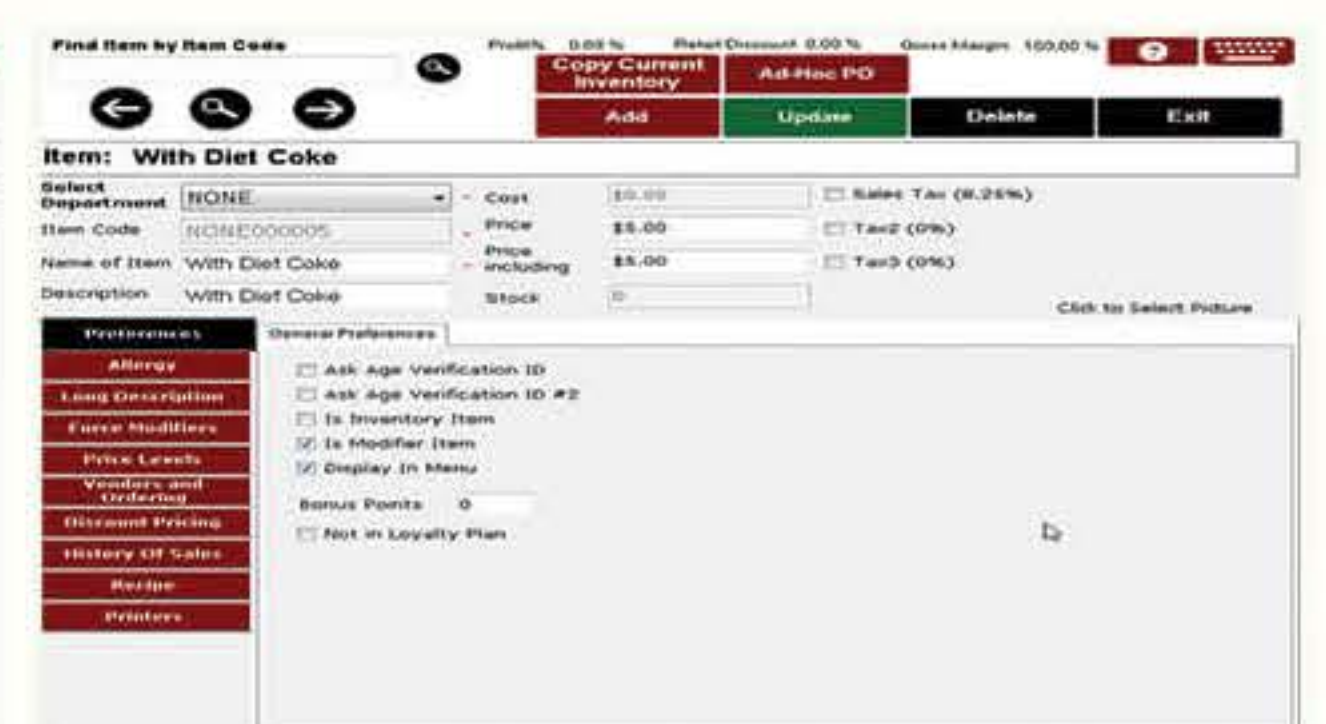 Find Item by Item Code
Profit% 0.00 % Retail Discount 0.00 % Gross Margin 100.00 %
?
Copy Current
Inventory
Ad-Hoc PO
Add
Update
Delete
Exit
Item: With Diet Coke
Select
Department
NONE
Item Code
NONE000005
Name of Item
With Diet Coke
Description
With Diet Coke
Cost
$0.00
Price
$5.00
Price
including
$5.00
Stock
0
Sales Tax (8.25%)
Tax2 (0%)
Tax3 (0%)
Click to Select Picture
Preferences
Allergy
Long Description
Force Modifiers
Price Levels
Vendors and
Ordering
Discount Pricing
History Of Sales
Recipe
Printers
General Preferences
Ask Age Verification ID
Ask Age Verification ID #2
Is Inventory Item
Is Modifier Item
Display In Menu
Bonus Points 0
Not in Loyalty Plan